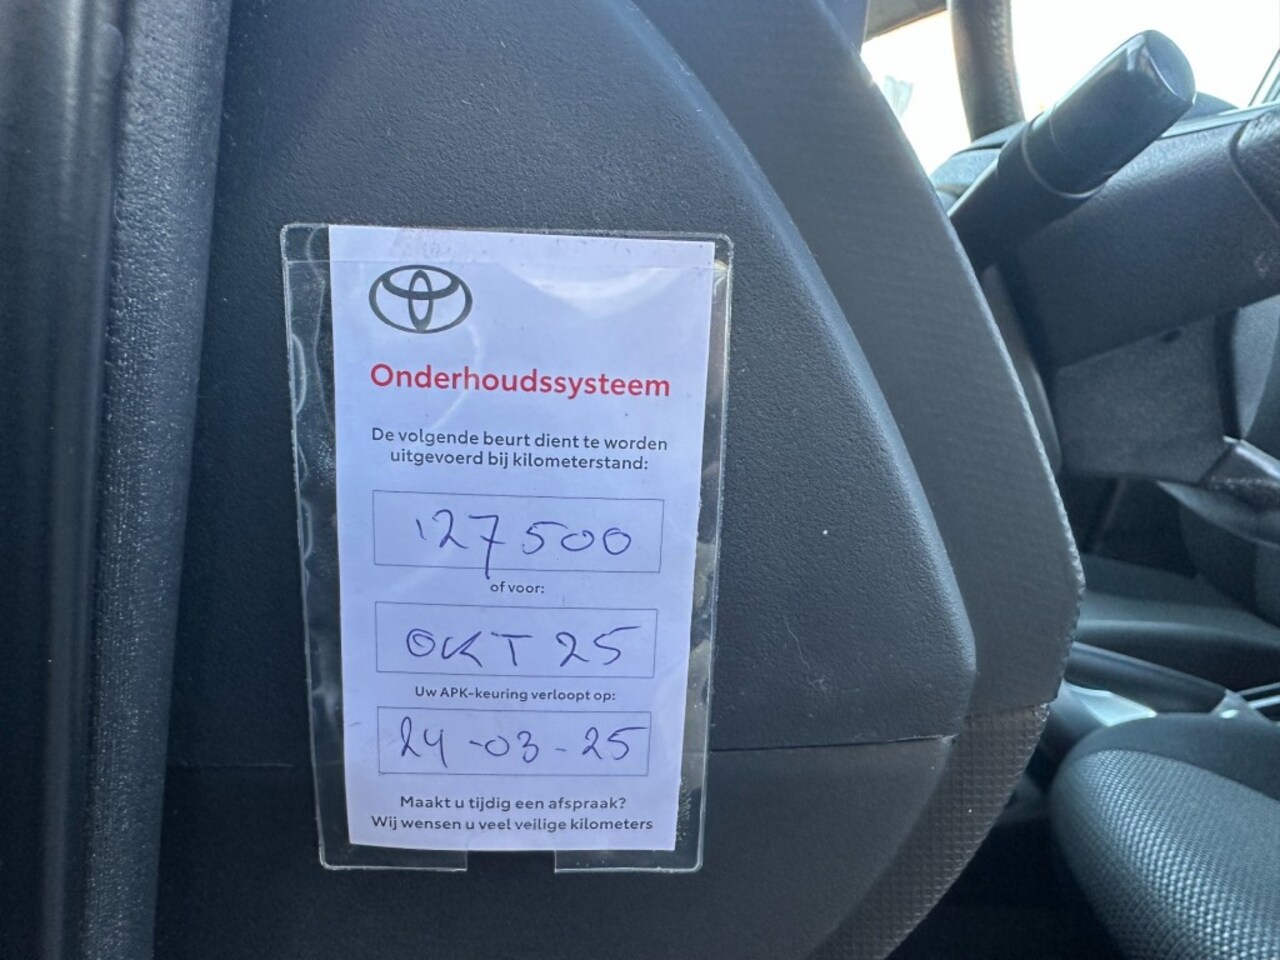 Onderhoudssysteem
De volgende beurt dient te worden
uitgevoerd bij kilometerstand:
127500
of voor:
OKT 25
Uw APK-keuring verloopt op:
24-03-25
Maakt u tijdig een afspraak?
Wij wensen u veel veilige kilometers